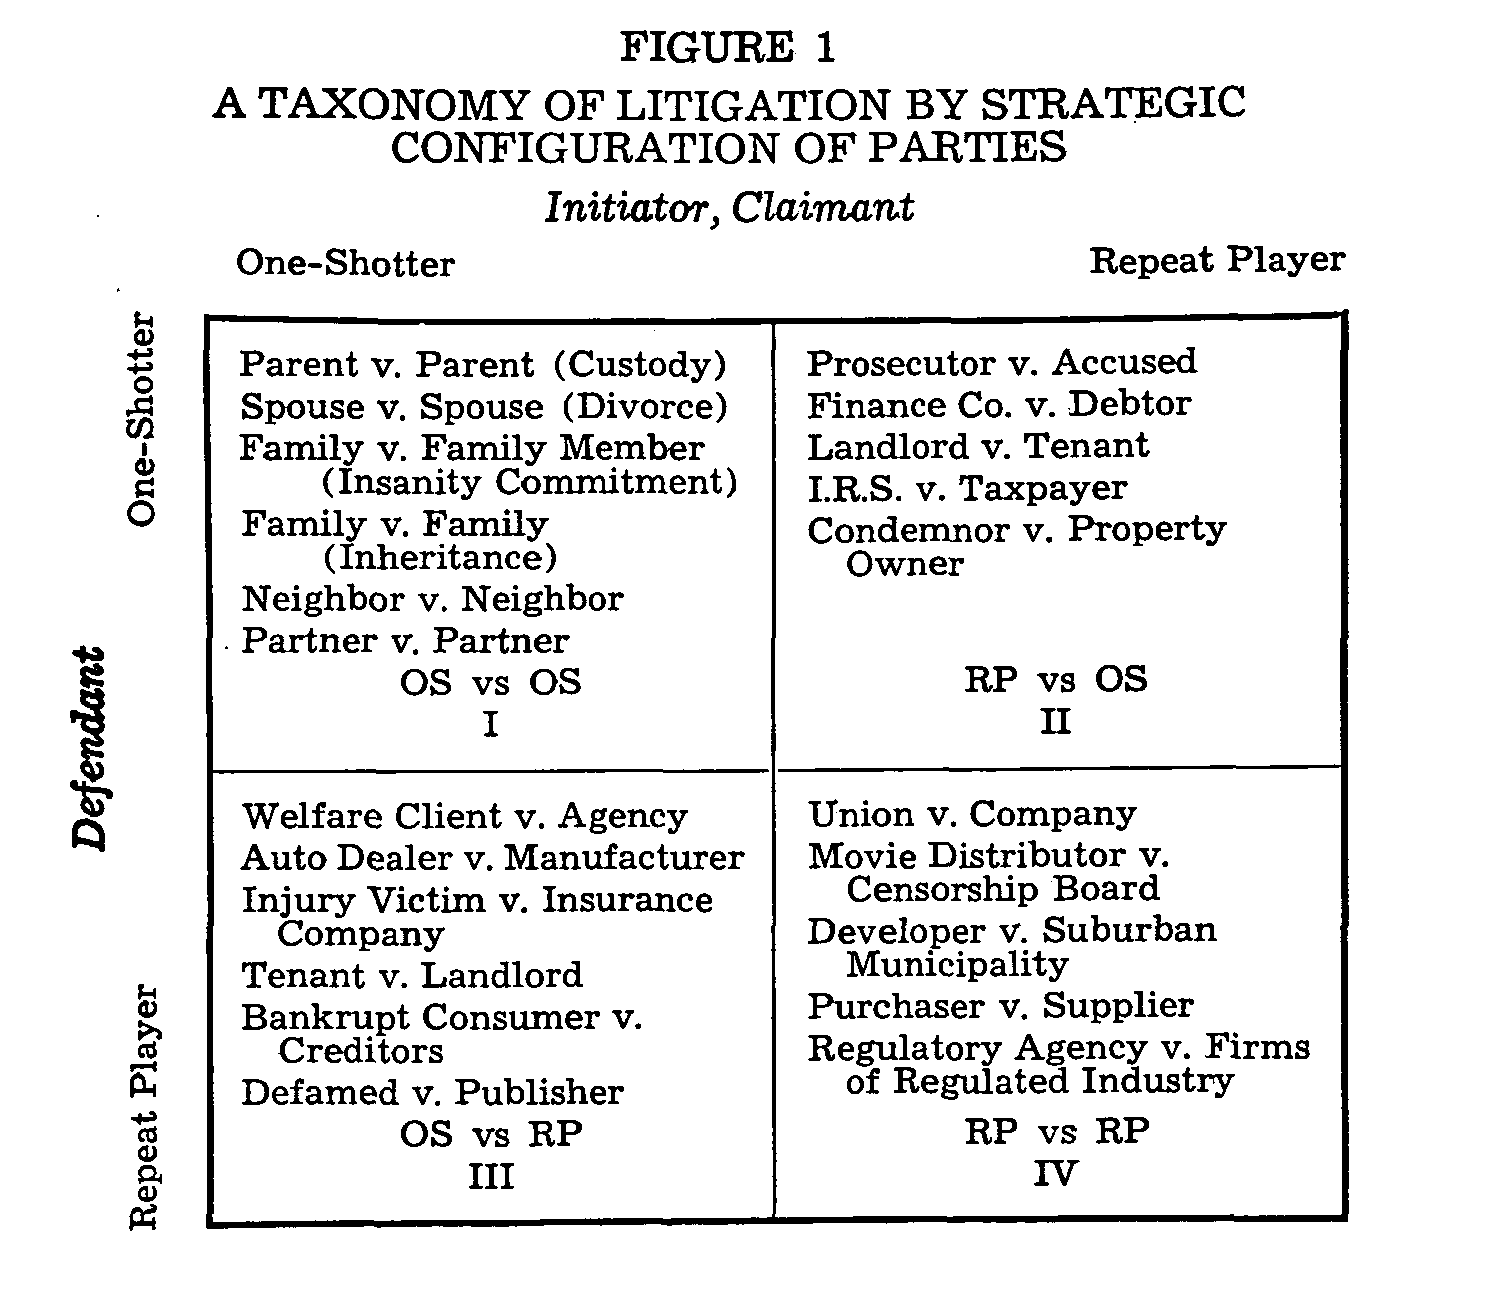 FIGURE 1
A TAXONOMY OF LITIGATION BY STRATEGIC
CONFIGURATION OF PARTIES
Initiator, Claimant
One-Shotter
Repeat Player
Defendant
One-Shotter
Parent v. Parent (Custody)
Spouse v. Spouse (Divorce)
Family v. Family Member
(Insanity Commitment)
Family v. Family
(Inheritance)
Neighbor v. Neighbor
Partner v. Partner
OS vs OS
I
Prosecutor v. Accused
Finance Co. v. Debtor
Landlord v. Tenant
I.R.S. v. Taxpayer
Condemnor v. Property
Owner
RP vs OS
II
Repeat Player
Welfare Client v. Agency
Auto Dealer v. Manufacturer
Injury Victim v. Insurance
Company
Tenant v. Landlord
Bankrupt Consumer v.
Creditors
Defamed v. Publisher
OS vs RP
III
Union v. Company
Movie Distributor v.
Censorship Board
Developer v. Suburban
Municipality
Purchaser v. Supplier
Regulatory Agency v. Firms
of Regulated Industry
RP vs RP
IV